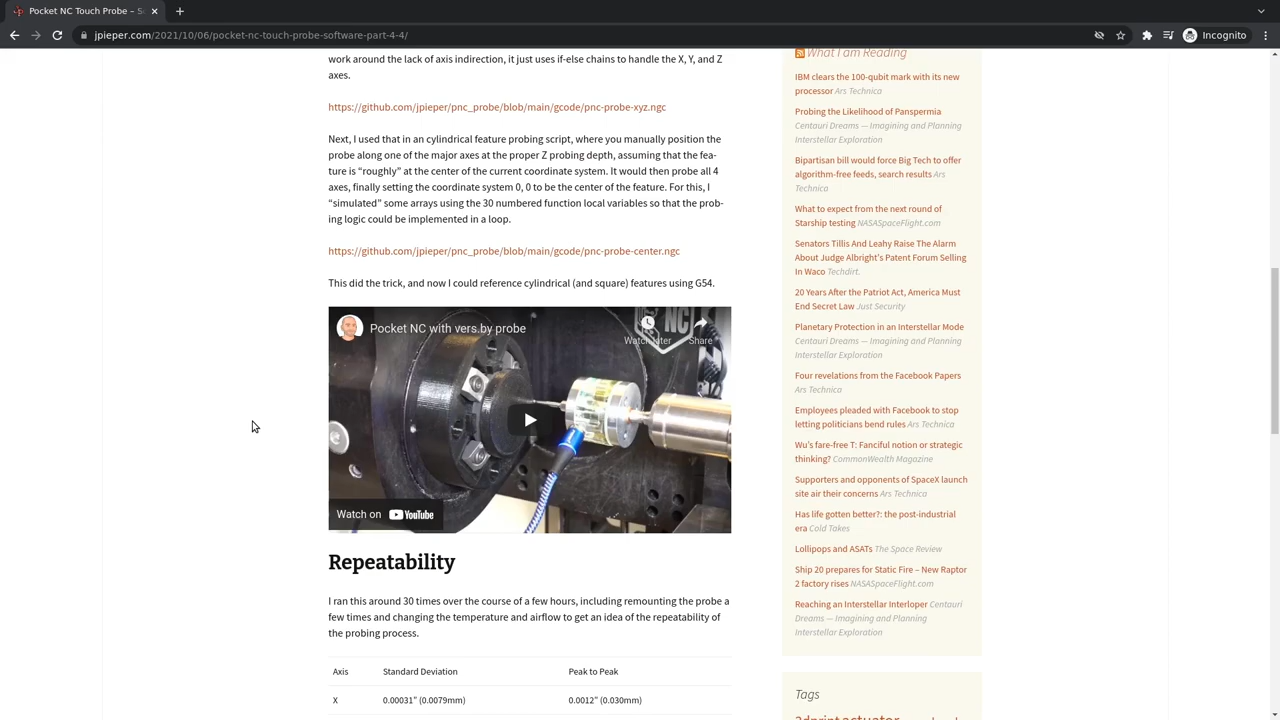 Pocket NC Touch Probe – S
Incognito
jpieper.com/2021/10/06/pocket-nc-touch-probe-software-part-4-4/
work around the lack of axis indirection, it just uses if-else chains to handle the X, Y, and Z
axes.
https://github.com/jpieper/pnc_probe/blob/main/gcode/pnc-probe-xyz.ngc
Next, I used that in an cylindrical feature probing script, where you manually position the
probe along one of the major axes at the proper Z probing depth, assuming that the fea-
ture is “roughly” at the center of the current coordinate system. It would then probe all 4
axes, finally setting the coordinate system 0, 0 to be the center of the feature. For this, I
“simulated” some arrays using the 30 numbered function local variables so that the prob-
ing logic could be implemented in a loop.
https://github.com/jpieper/pnc_probe/blob/main/gcode/pnc-probe-center.ngc
This did the trick, and now I could reference cylindrical (and square) features using G54.
NC
Pocket NC with vers.by probe
Watch later
Share
Watch on YouTube
Repeatability
I ran this around 30 times over the course of a few hours, including remounting the probe a
few times and changing the temperature and airflow to get an idea of the repeatability of
the probing process.
Axis Standard Deviation Peak to Peak
X 0.00031" (0.0079mm) 0.0012" (0.030mm)
What I am Reading
IBM clears the 100-qubit mark with its new
processor Ars Technica
Probing the Likelihood of Panspermia
Centauri Dreams — Imagining and Planning
Interstellar Exploration
Bipartisan bill would force Big Tech to offer
algorithm-free feeds, search results Ars
Technica
What to expect from the next round of
Starship testing NASASpaceFlight.com
Senators Tillis And Leahy Raise The Alarm
About Judge Albright's Patent Forum Selling
In Waco Techdirt.
20 Years After the Patriot Act, America Must
End Secret Law Just Security
Planetary Protection in an Interstellar Mode
Centauri Dreams — Imagining and Planning
Interstellar Exploration
Four revelations from the Facebook Papers
Ars Technica
Employees pleaded with Facebook to stop
letting politicians bend rules Ars Technica
Wu's fare-free T: Fanciful notion or strategic
thinking? CommonWealth Magazine
Supporters and opponents of SpaceX launch
site air their concerns Ars Technica
Has life gotten better?: the post-industrial
era Cold Takes
Lollipops and ASATs The Space Review
Ship 20 prepares for Static Fire – New Raptor
2 factory rises NASASpaceFlight.com
Reaching an Interstellar Interloper Centauri
Dreams — Imagining and Planning
Interstellar Exploration
Tags
3dprint actuator